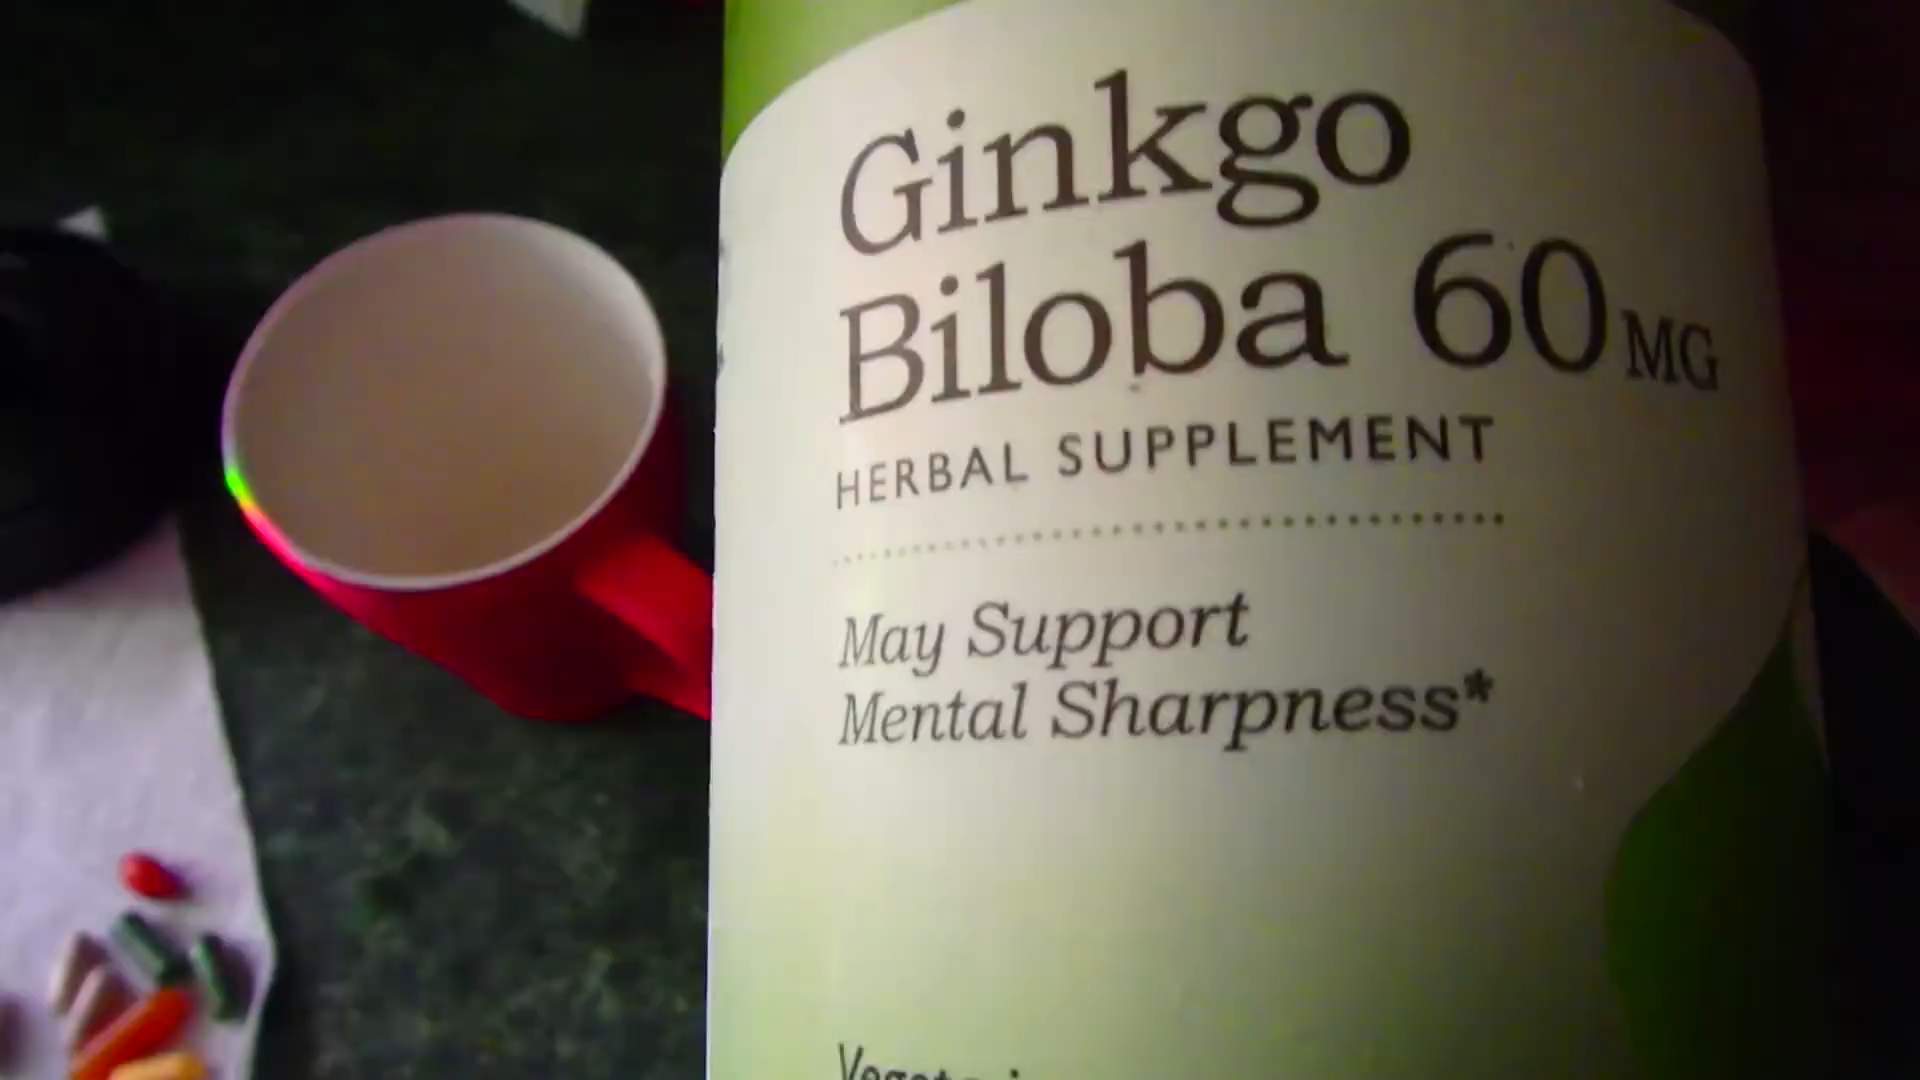 Ginkgo
Biloba 60 MG
HERBAL SUPPLEMENT
May Support
Mental Sharpness*